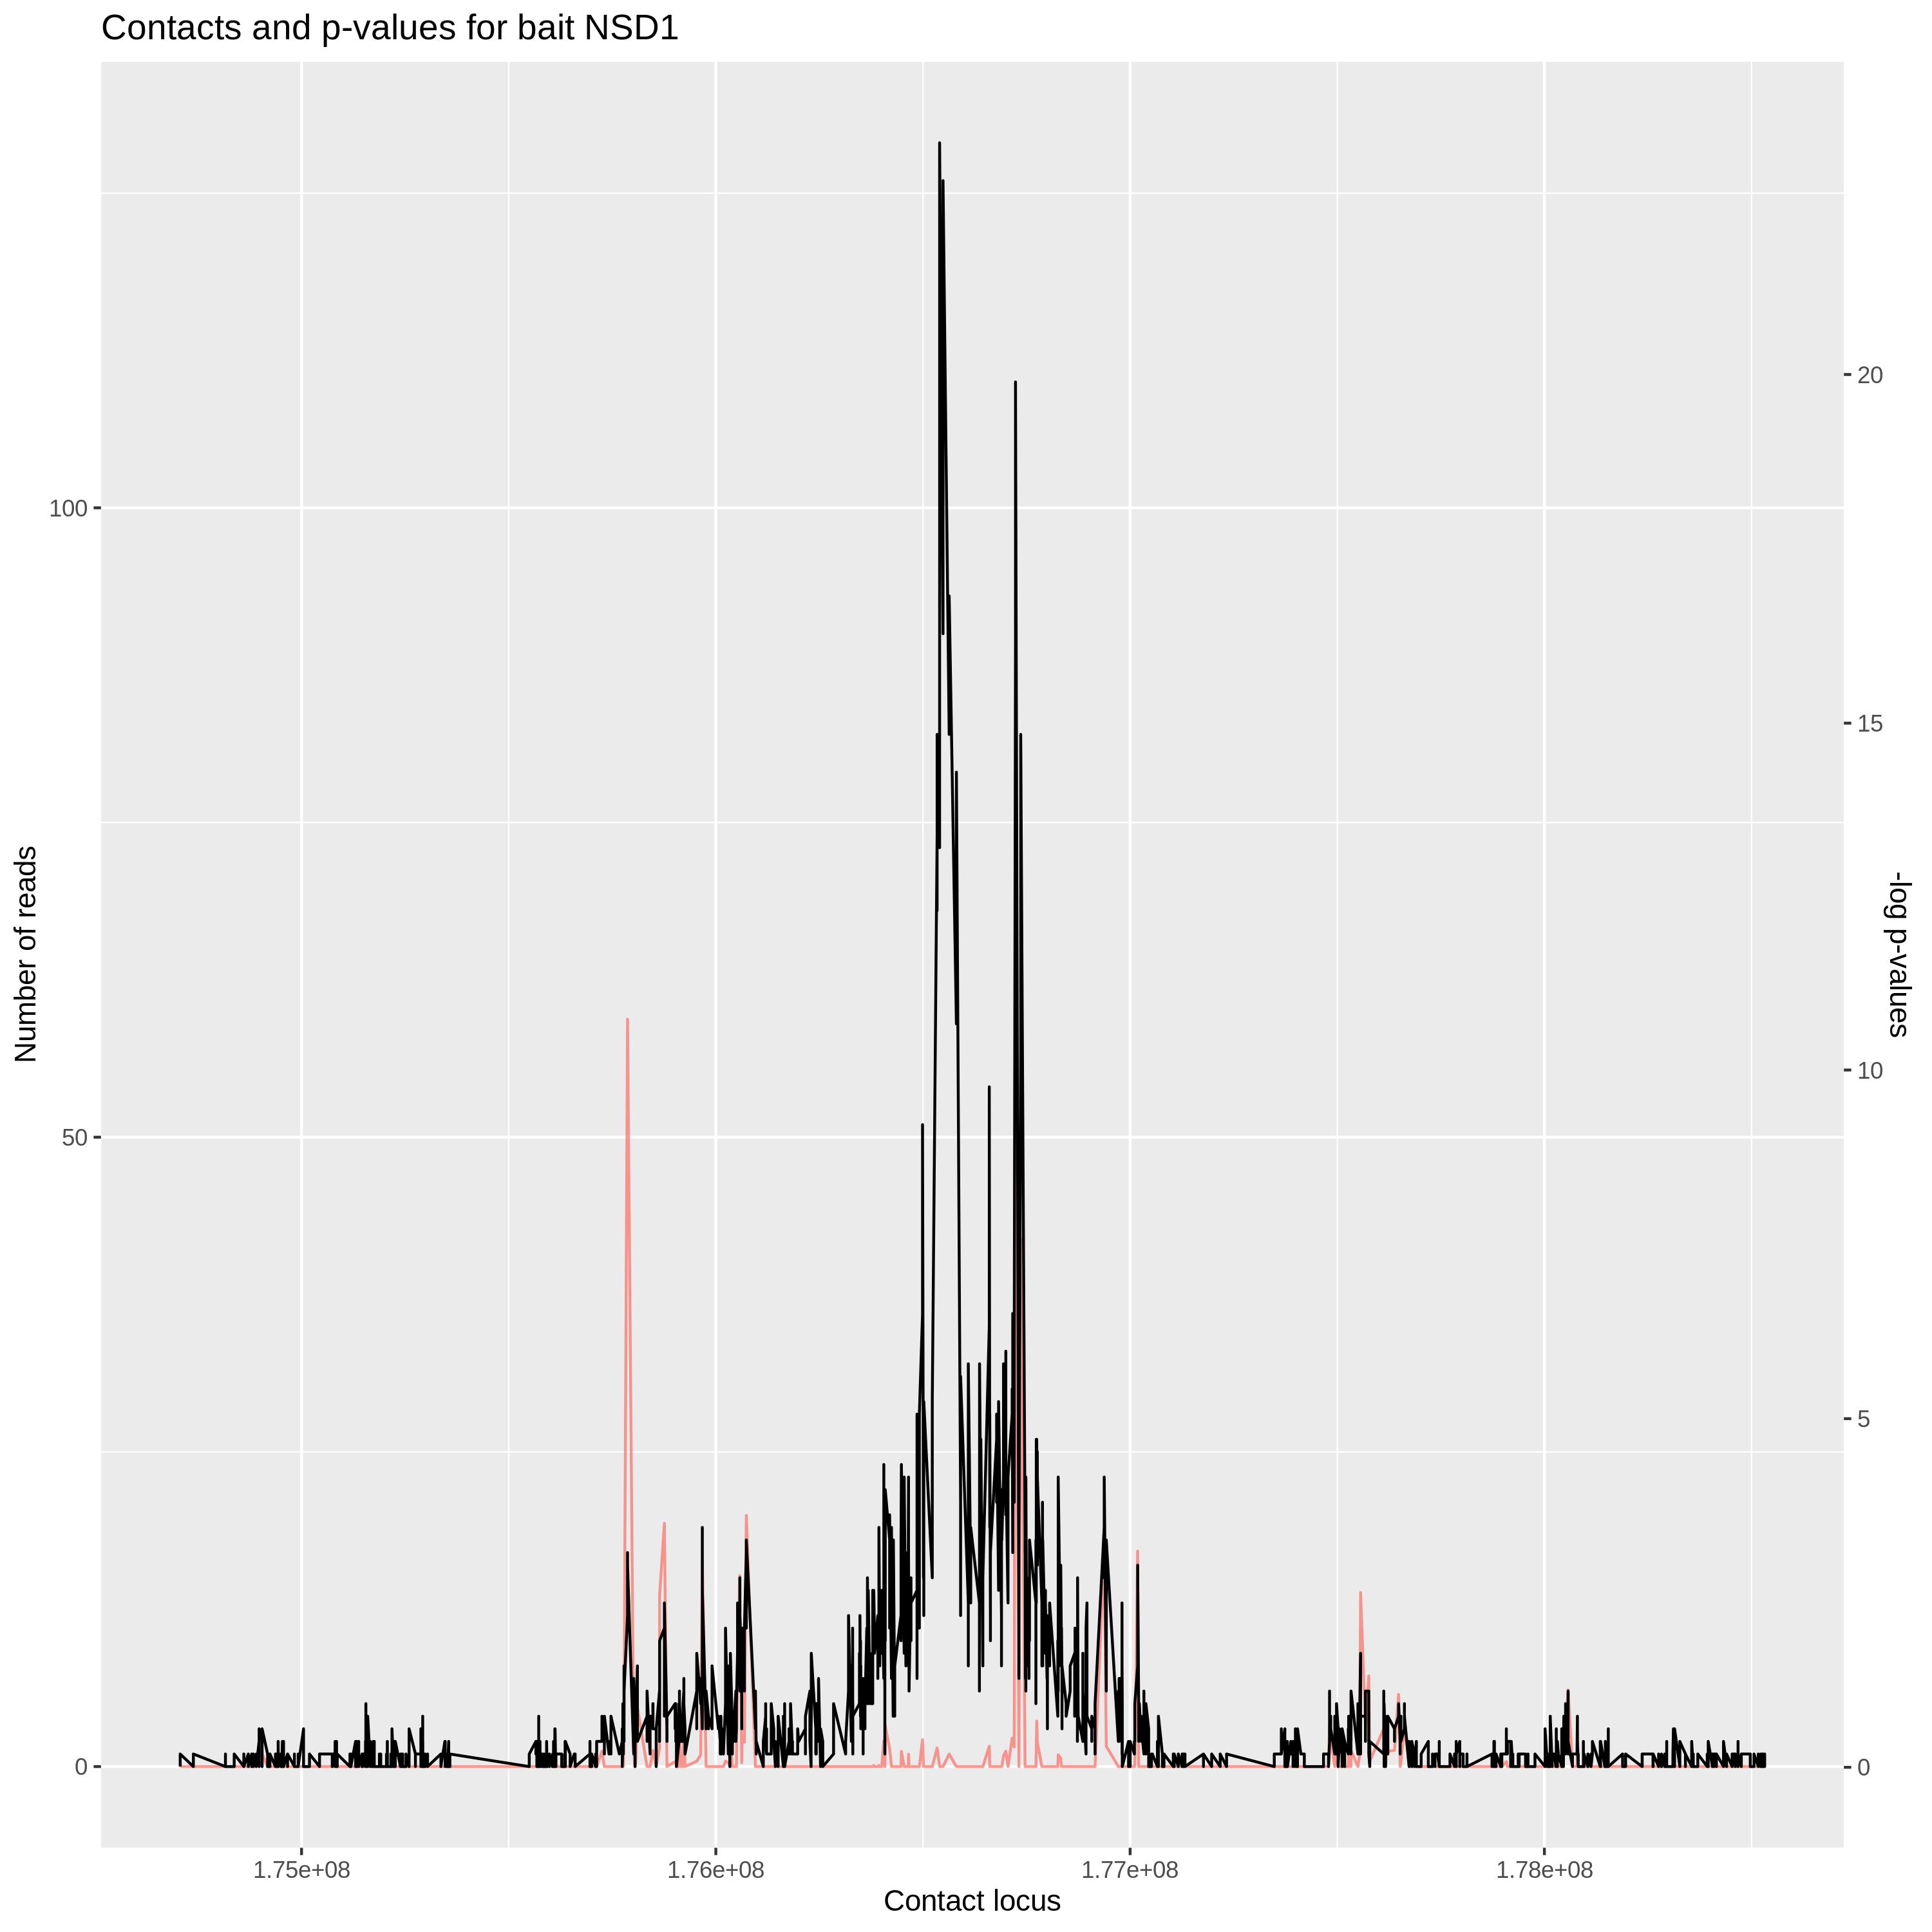 Contacts and p-values for bait NSD1
Number of reads
100
50
0
20
15
10
5
0
-log p-values
1.75e+08
1.76e+08
1.77e+08
1.78e+08
Contact locus